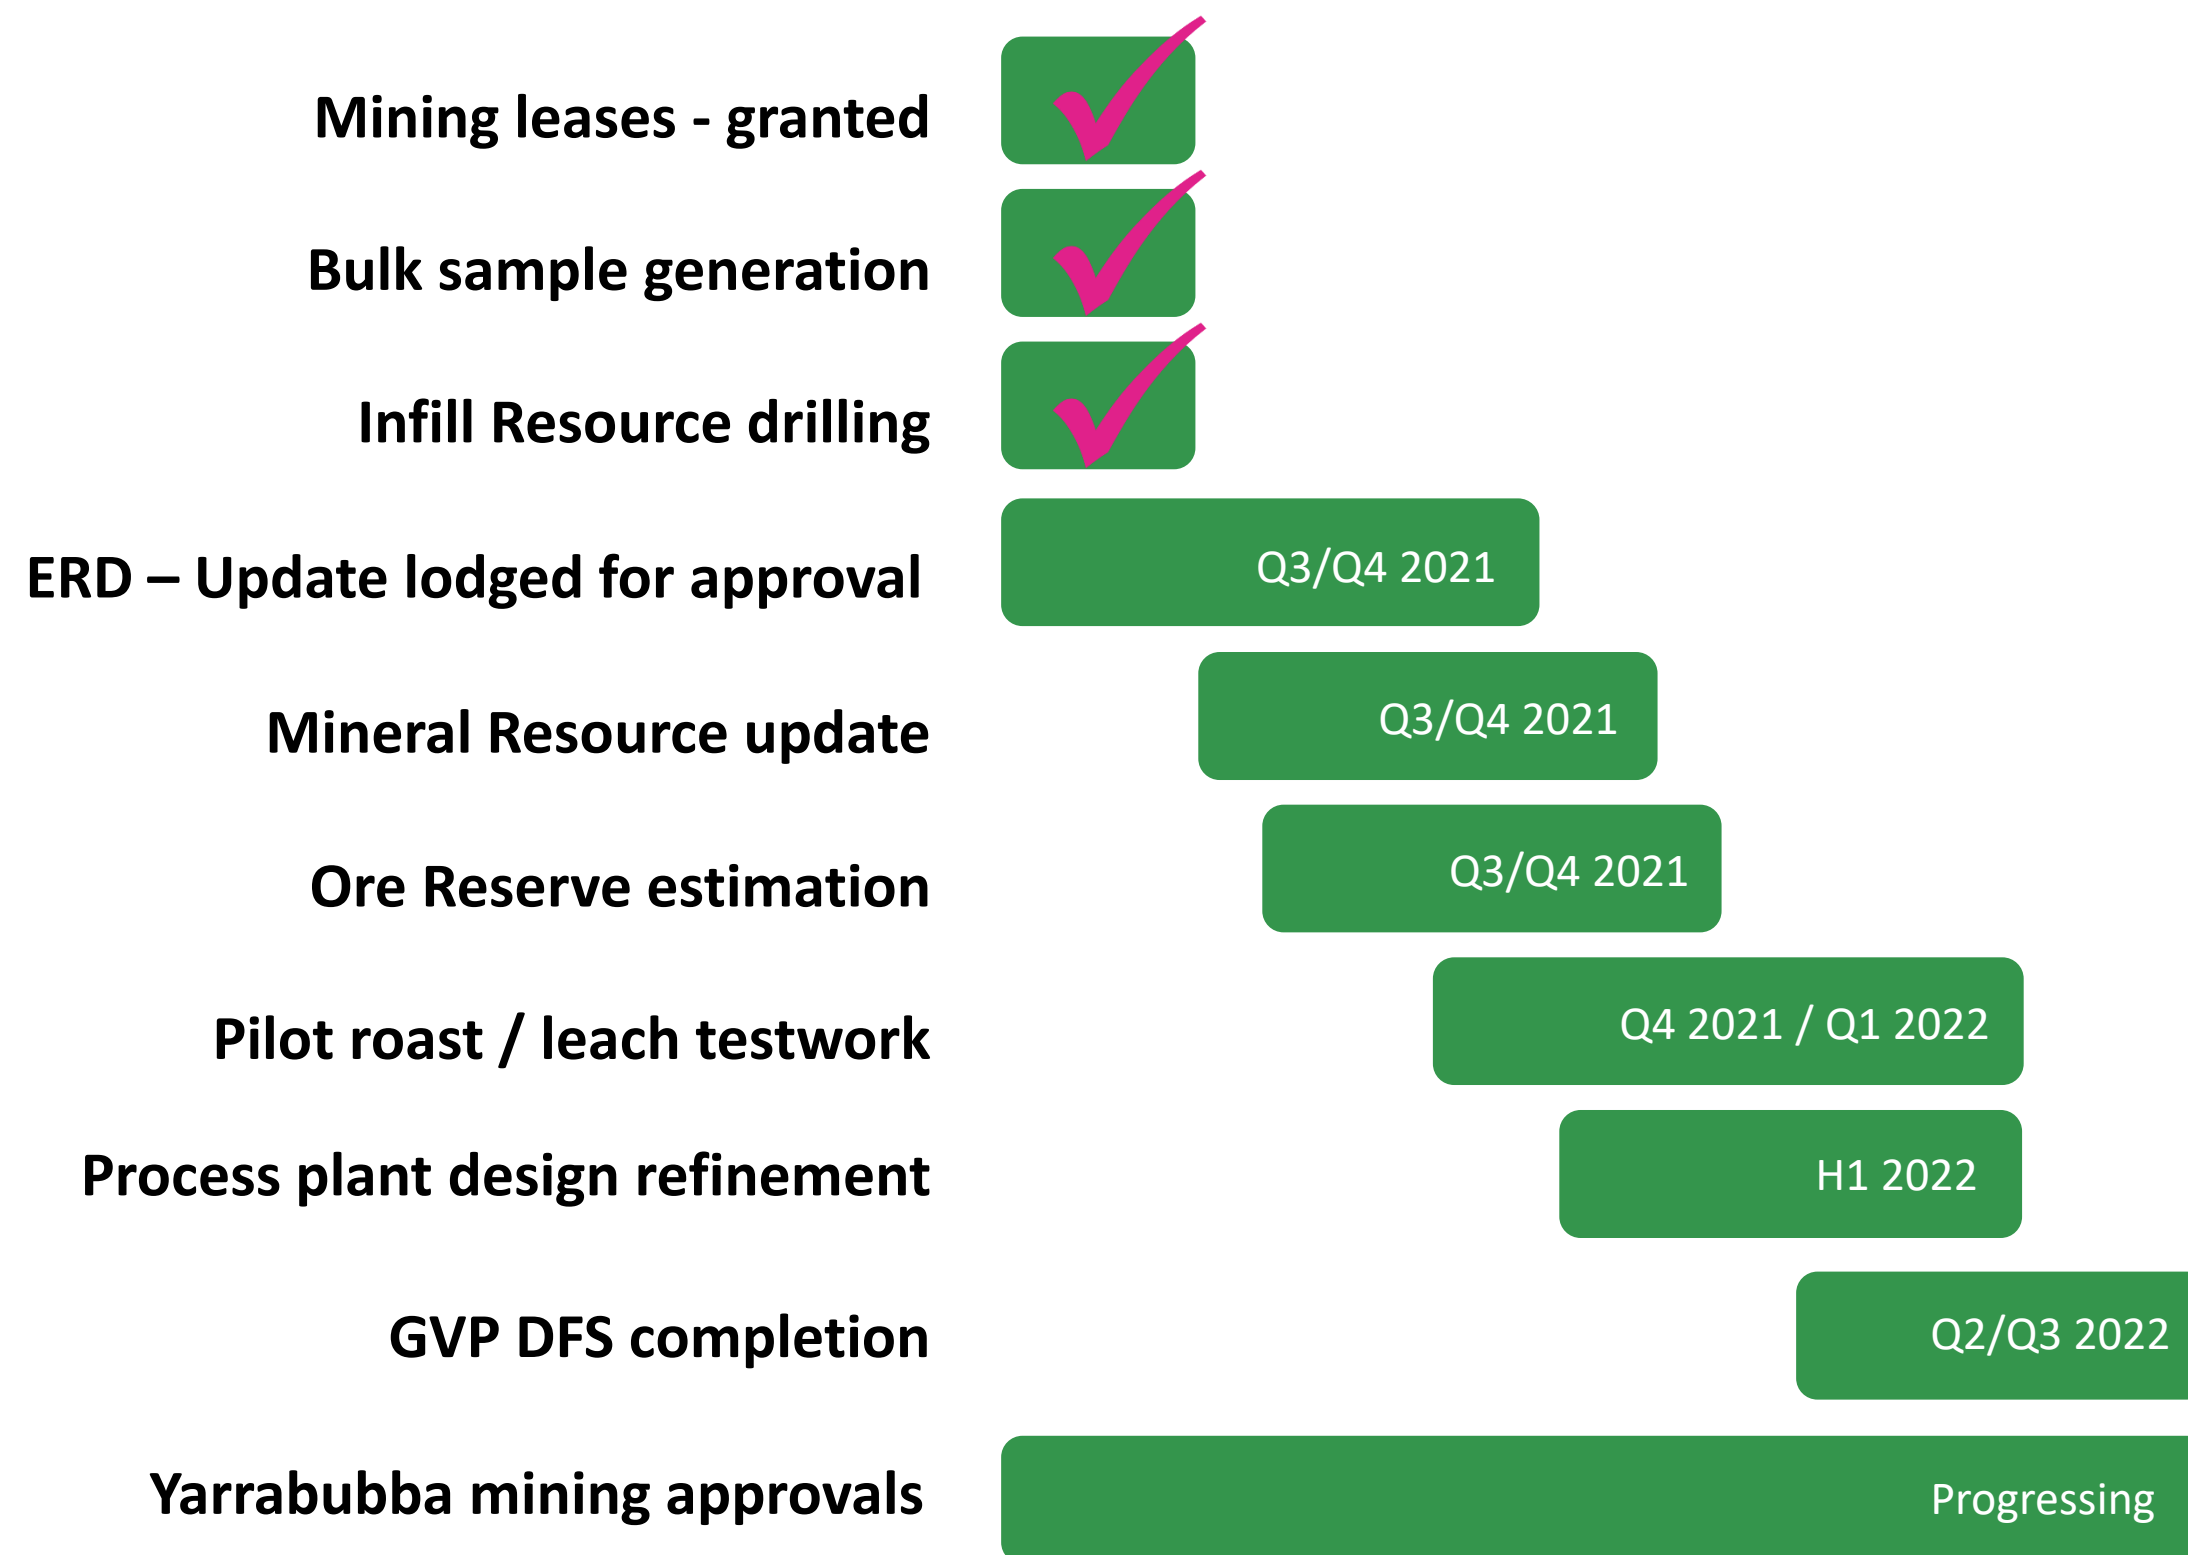 Mining leases - granted
Bulk sample generation
Infill Resource drilling
ERD – Update lodged for approval
Q3/Q4 2021
Mineral Resource update
Q3/Q4 2021
Ore Reserve estimation
Q3/Q4 2021
Pilot roast / leach testwork
Q4 2021 / Q1 2022
Process plant design refinement
H1 2022
GVP DFS completion
Q2/Q3 2022
Yarrabubba mining approvals
Progressing